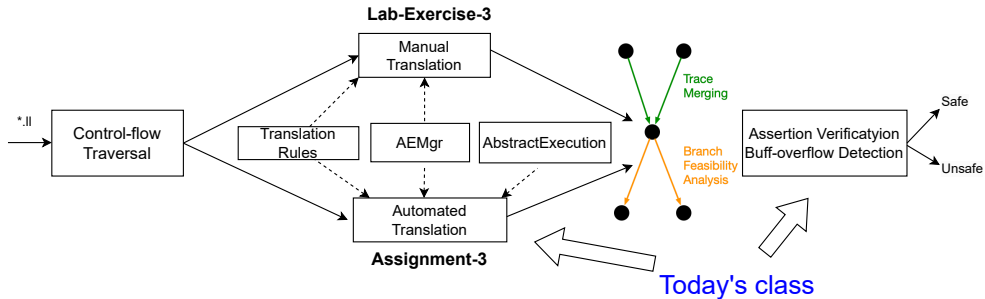 Lab-Exercise-3
Manual
Translation
*.ll
Control-flow
Traversal
Translation
Rules
AEMgr
AbstractExecution
Automated
Translation
Assignment-3
Trace
Merging
Branch
Feasibility
Analysis
Assertion Verificatyion
Buff-overflow Detection
Safe
Unsafe
Today's class